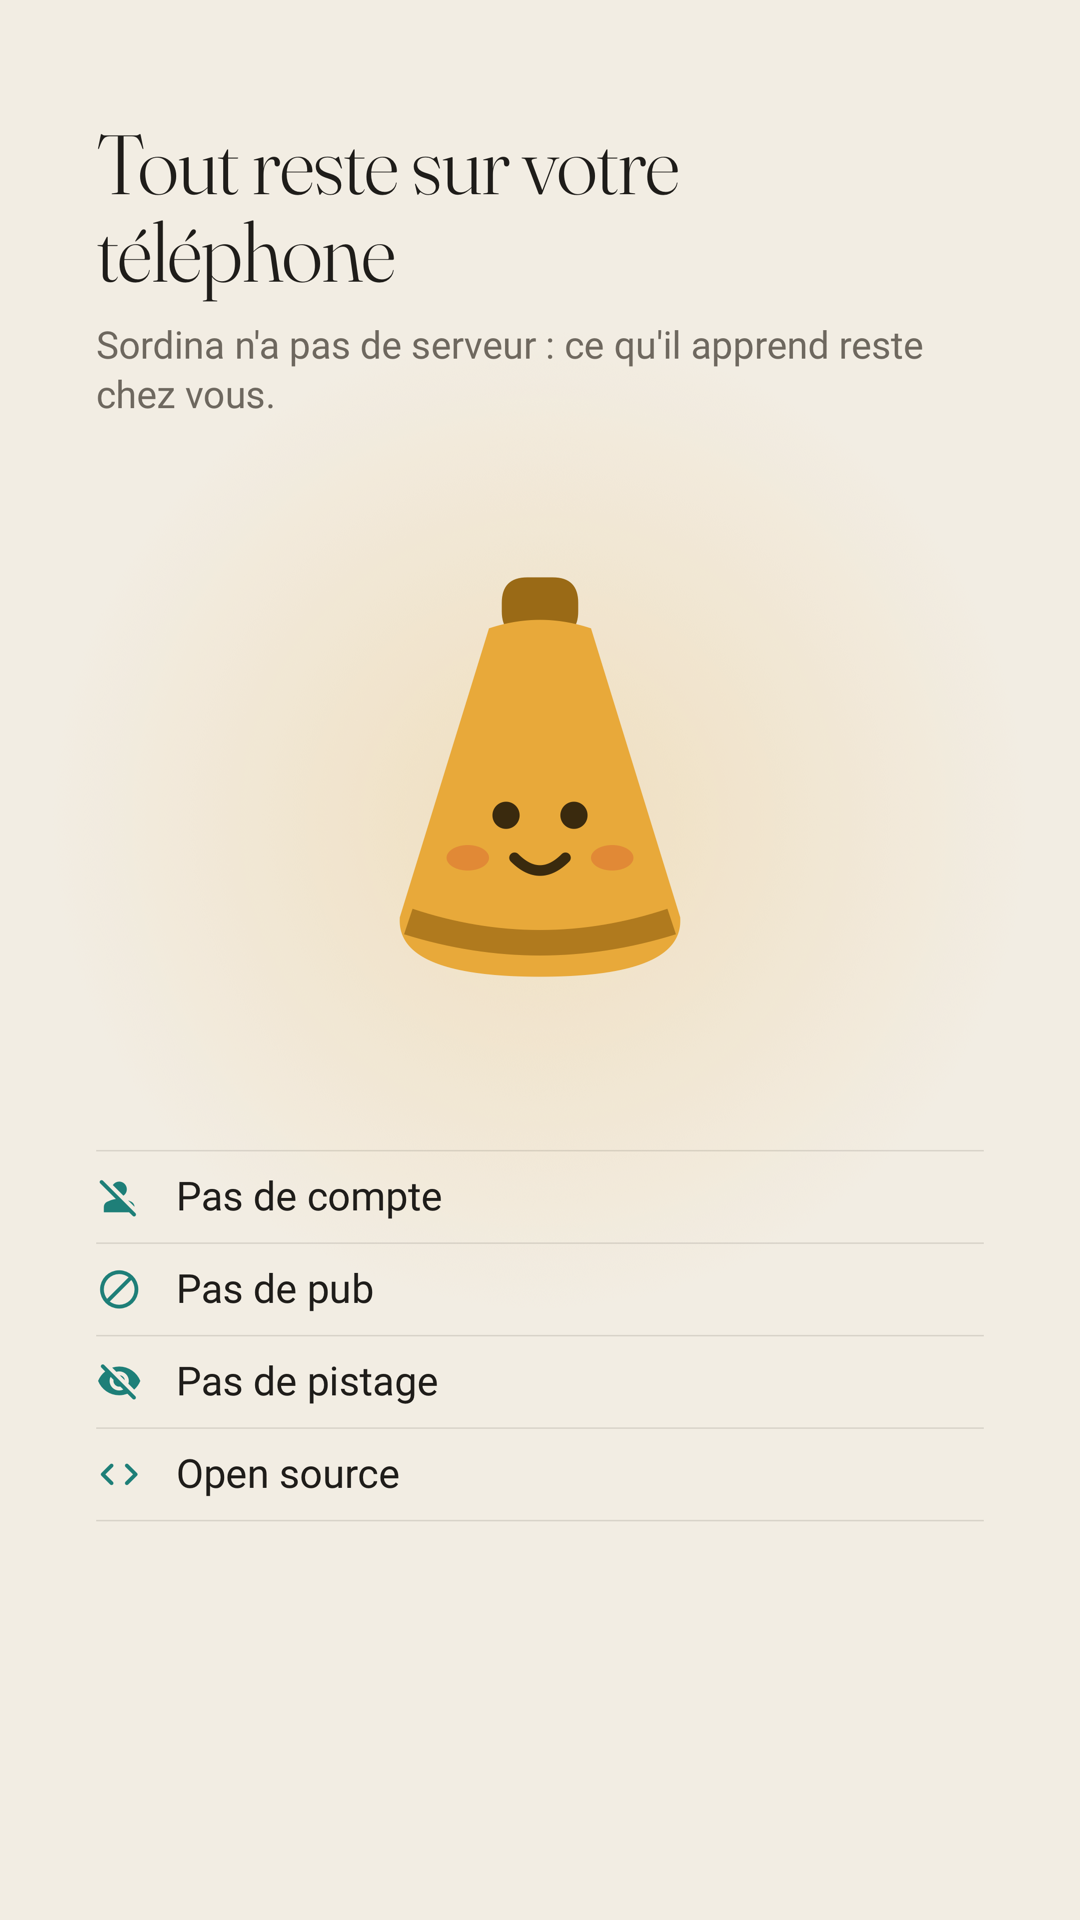 Tout reste sur votre
téléphone
Sordina n'a pas de serveur : ce qu'il apprend reste
chez vous.
Pas de compte
Pas de pub
Pas de pistage
Open source